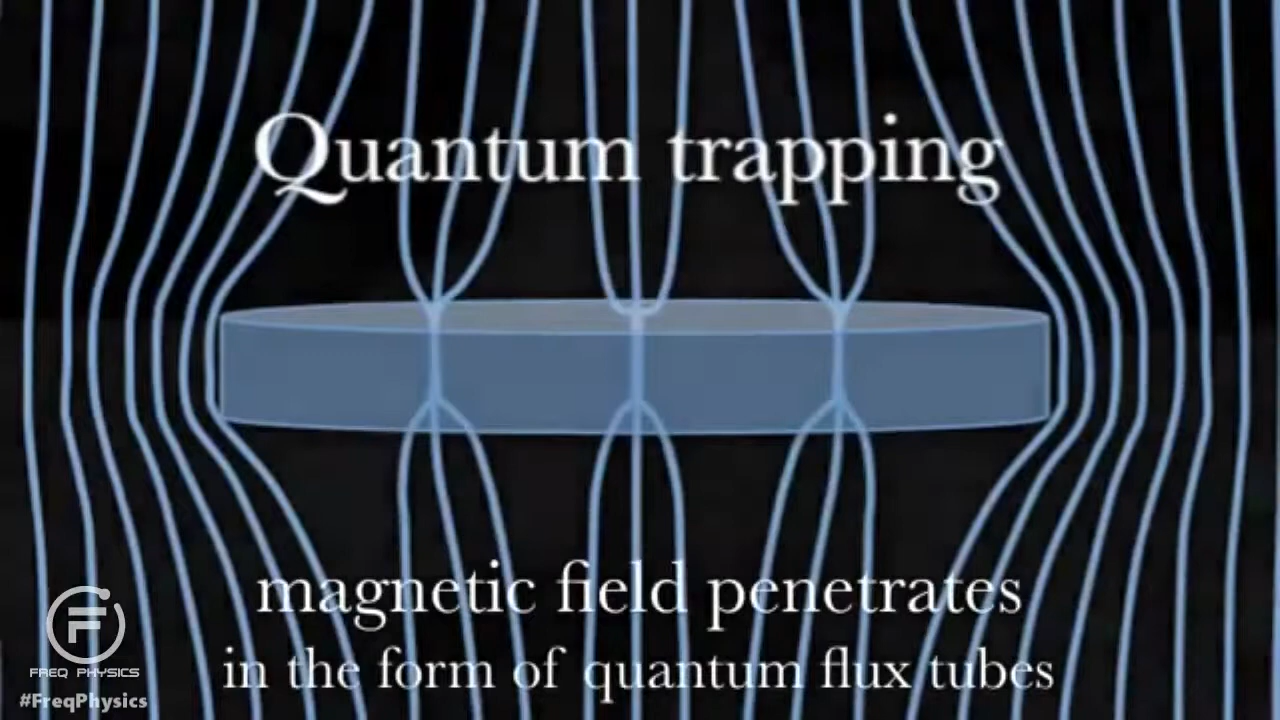 Quantum trapping
magnetic field penetrates
in the form of quantum flux tubes
F
FREQ PHYSICS
#FreqPhysics